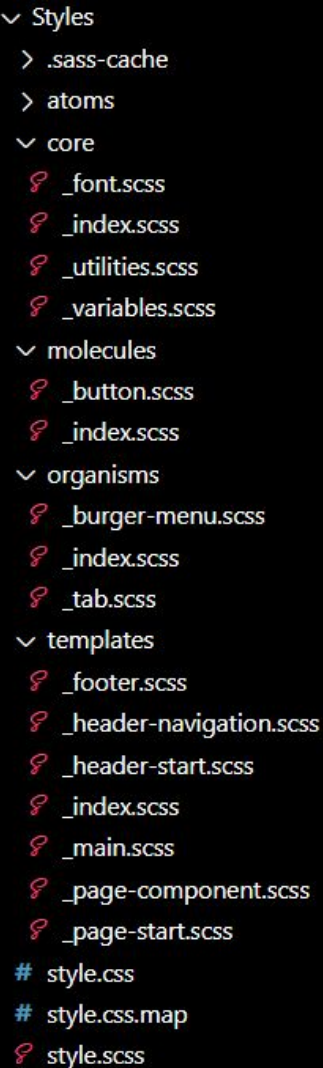 Styles
.sass-cache
atoms
core
_font.scss
_index.scss
_utilities.scss
_variables.scss
molecules
_button.scss
_index.scss
organisms
_burger-menu.scss
_index.scss
_tab.scss
templates
_footer.scss
_header-navigation.scss
_header-start.scss
_index.scss
_main.scss
_page-component.scss
_page-start.scss
# style.css
# style.css.map
style.scss